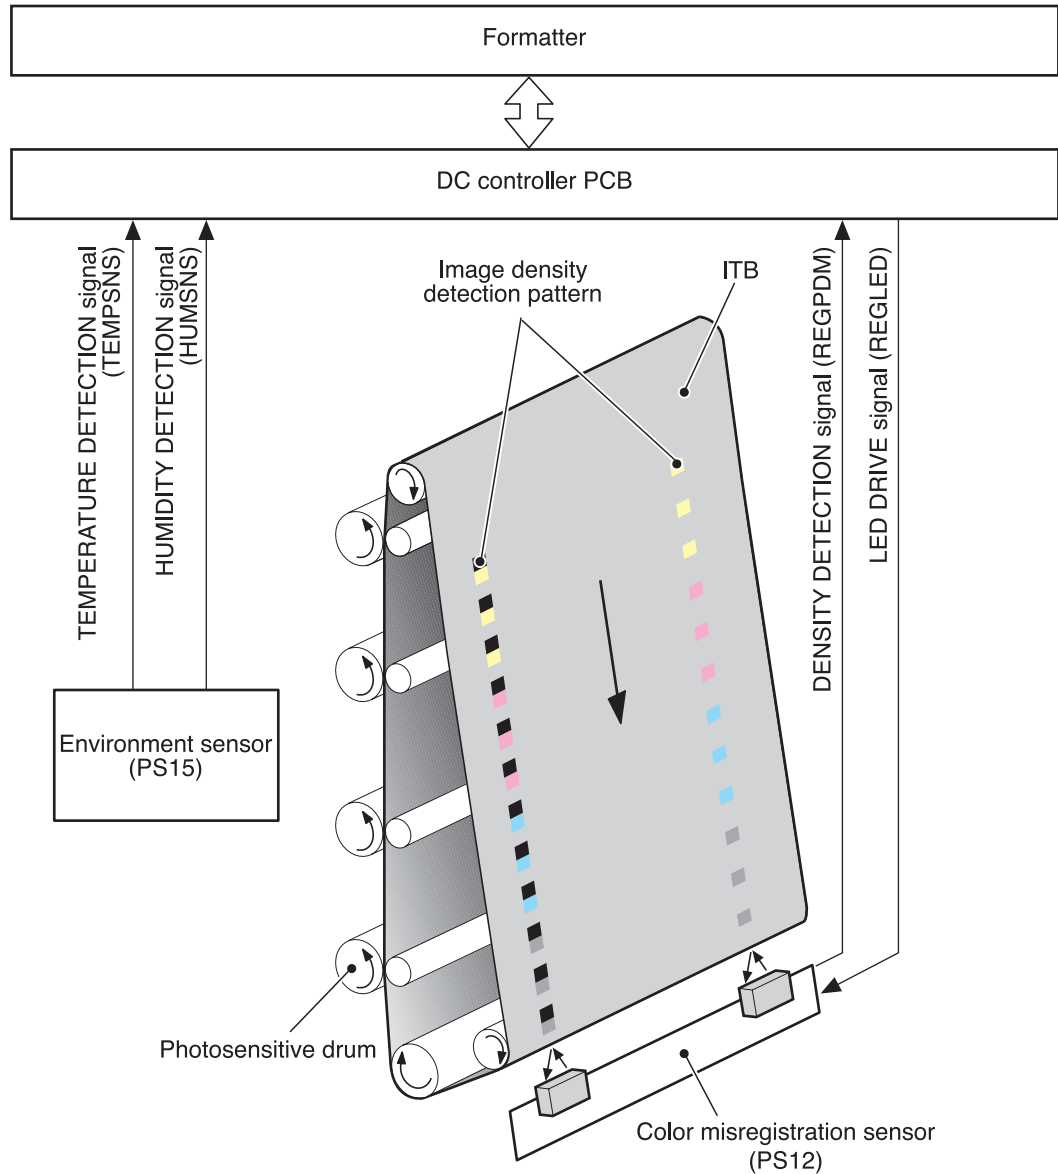 Formatter
DC controller PCB
TEMPERATURE DETECTION signal
(TEMPSNS)
HUMIDITY DETECTION signal
(HUMSNS)
Image density
detection pattern
ITB
DENSITY DETECTION signal (REGPDM)
LED DRIVE signal (REGLED)
Environment sensor
(PS15)
Photosensitive drum
Color misregistration sensor
(PS12)